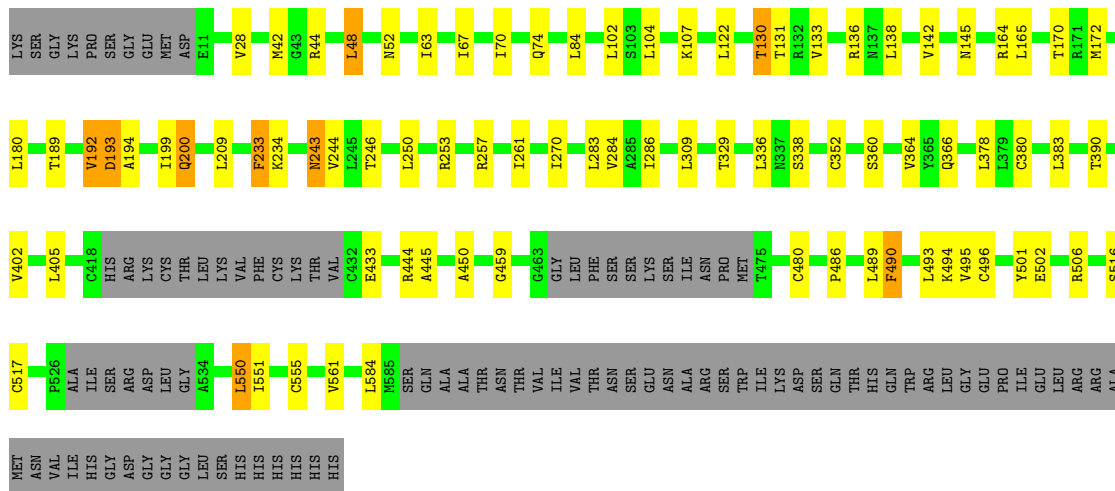 LYS SER GLY LYS PRO SER GLY GLU MET ASP E11 V28 M42 G43 R44 L48 N52 I63 I67 I70 Q74 L84 L102 S103 L104 K107 L122 T130 T131 R132 V133 R136 N137 L138 V142 N145 R164 L165 T170 R171 M172
L180 T189 V192 D193 A194 I199 Q200 L209 F233 K234 N243 V244 L245 T246 L250 R253 R257 I261 I270 L283 V284 A285 I286 L309 T329 L336 N337 S338 C352 S360 V364 Y365 Q366 L378 L379 C380 L383 T390
V402 L405 C418 HIS ARG LYS CYS THR LEU LYS VAL PHE CYS LYS THR VAL C432 E433 R444 A445 A450 G459 G463 GLY LEU PHE SER SER LYS SER ILE ASN PRO MET T475 C480 P486 L489 F490 L493 K494 V495 C496 Y501 E502 R506 S516
C517 P526 ALA ILE SER ARG ASP LEU GLY A534 L550 I551 C555 V561 L584 M585 SER GLN ALA ALA THR ASN THR VAL ILE VAL THR ASN SER GLU ASN ALA ARG SER TRP ILE LYS ASP SER GLN THR HIS GLN TRP ARG LEU GLY GLU PRO ILE GLU LEU ARG ARG ALA
MET ASN VAL ILE HIS GLY ASP GLY GLY LEU SER HIS HIS HIS HIS HIS HIS